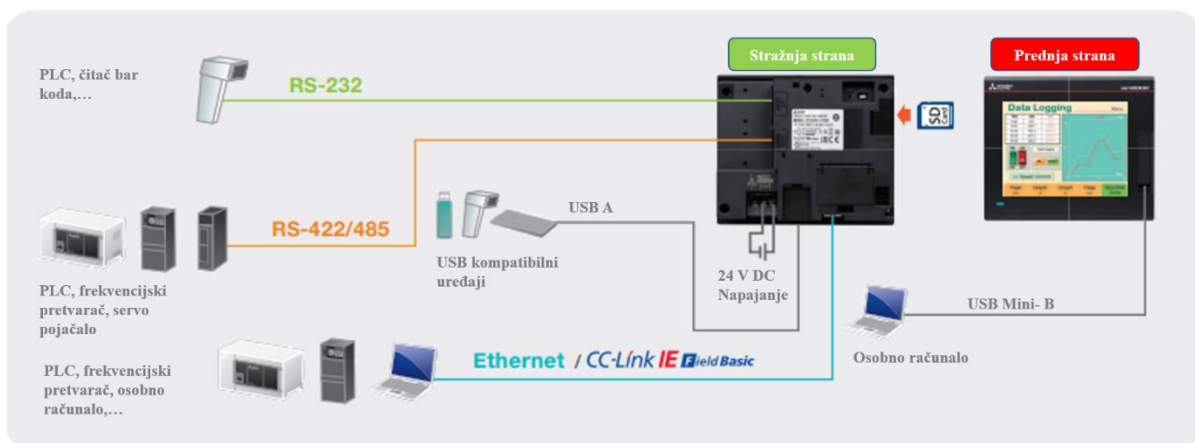 Stražnja strana
Prednja strana
PLC, čitač bar
koda,…
RS-232
SD
Card
Data Logging
RS-422/485
USB A
USB kompatibilni
uređaji
24 V DC
Napajanje
PLC, frekvencijski
pretvarač, servo
pojačalo
USB Mini- B
Osobno računalo
Ethernet / CC-Link IE Field Basic
PLC, frekvencijski
pretvarač, osobno
računalo,…